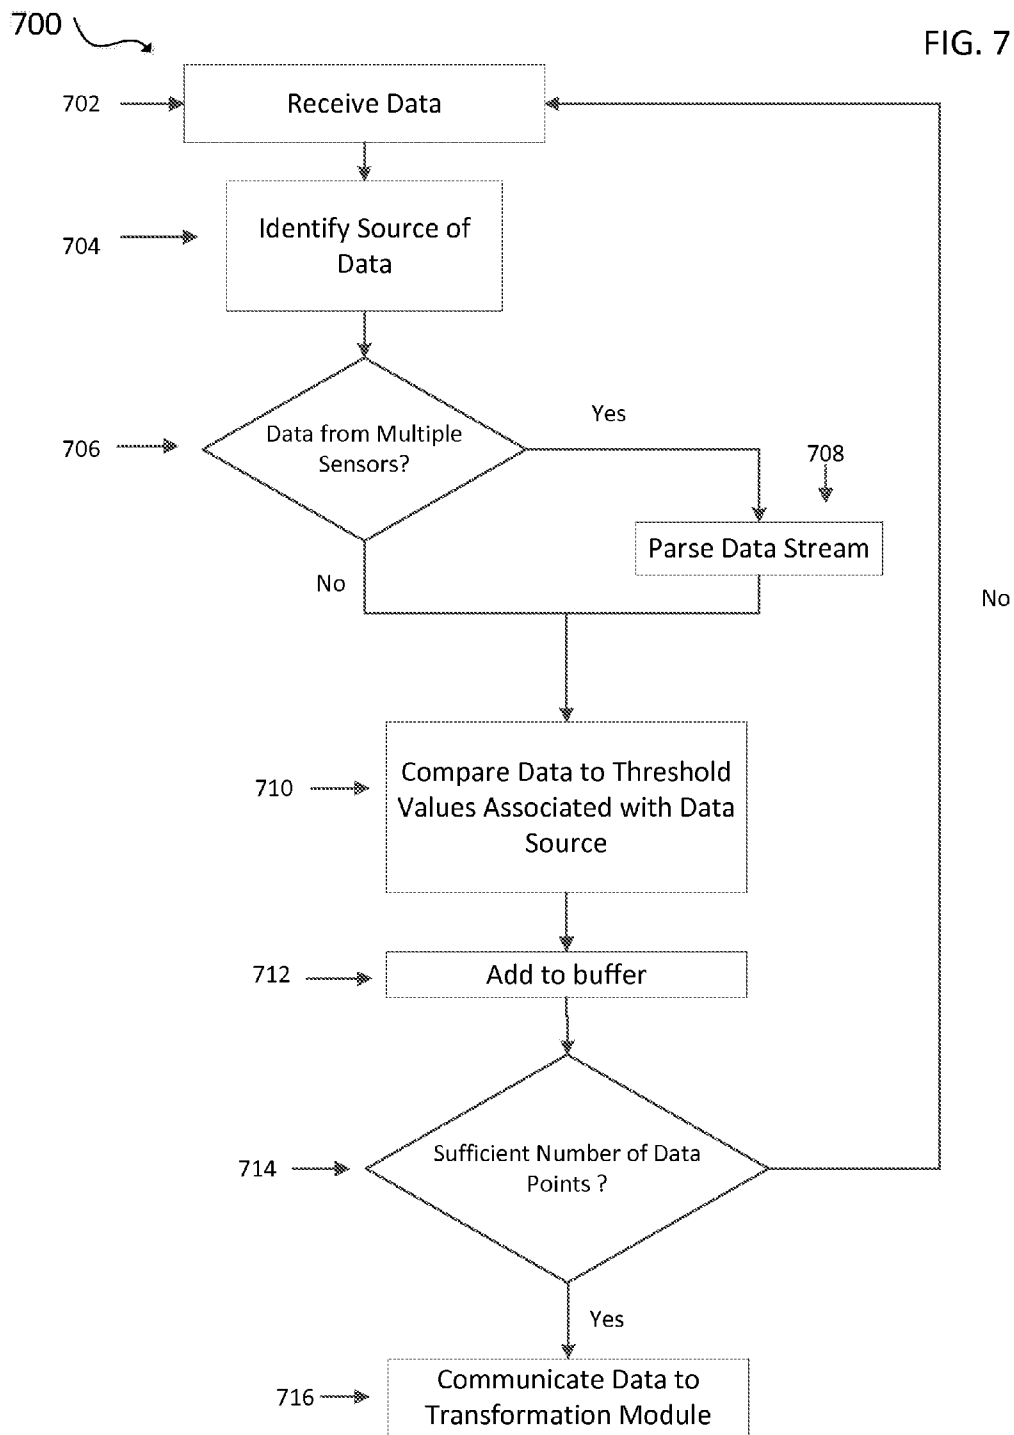 700
FIG. 7
702
Receive Data
704
Identify Source of
Data
706
Data from Multiple
Sensors?
Yes
708
Parse Data Stream
No
No
710
Compare Data to Threshold
Values Associated with Data
Source
712
Add to buffer
714
Sufficient Number of Data
Points ?
Yes
716
Communicate Data to
Transformation Module